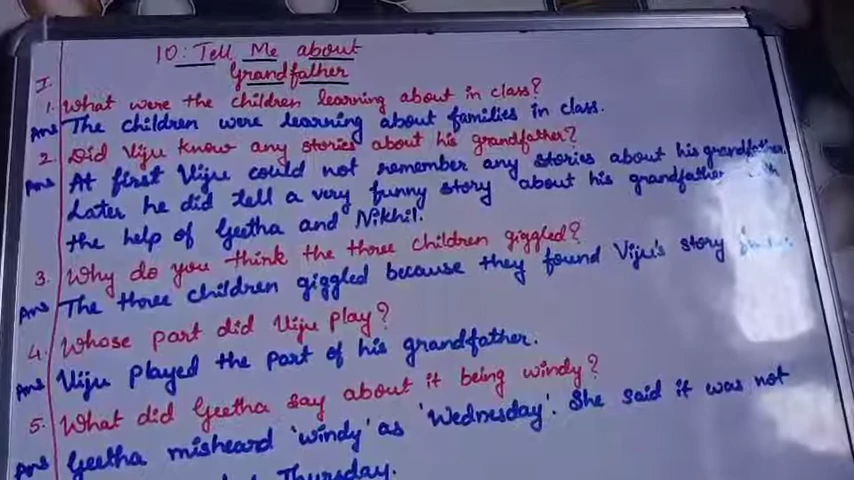 10: Tell Me about
Grandfather
I.
1. What were the children learning about in class?
Ans The children were learning about families in class.
2. Did Viju know any stories about his grandfather?
Ans At first Viju could not remember any stories about his grandfather.
Later he did tell a very funny story about his grandfather with
the help of Geetha and Nikhil.
3. Why do you think the three children giggled?
Ans The three children giggled because they found Viju's story
4. Whose part did Viju play?
Ans Viju played the part of his grandfather.
5. What did Geetha say about it being windy?
Ans Geetha misheard 'windy' as 'Wednesday'. She said it was not
Thursday.